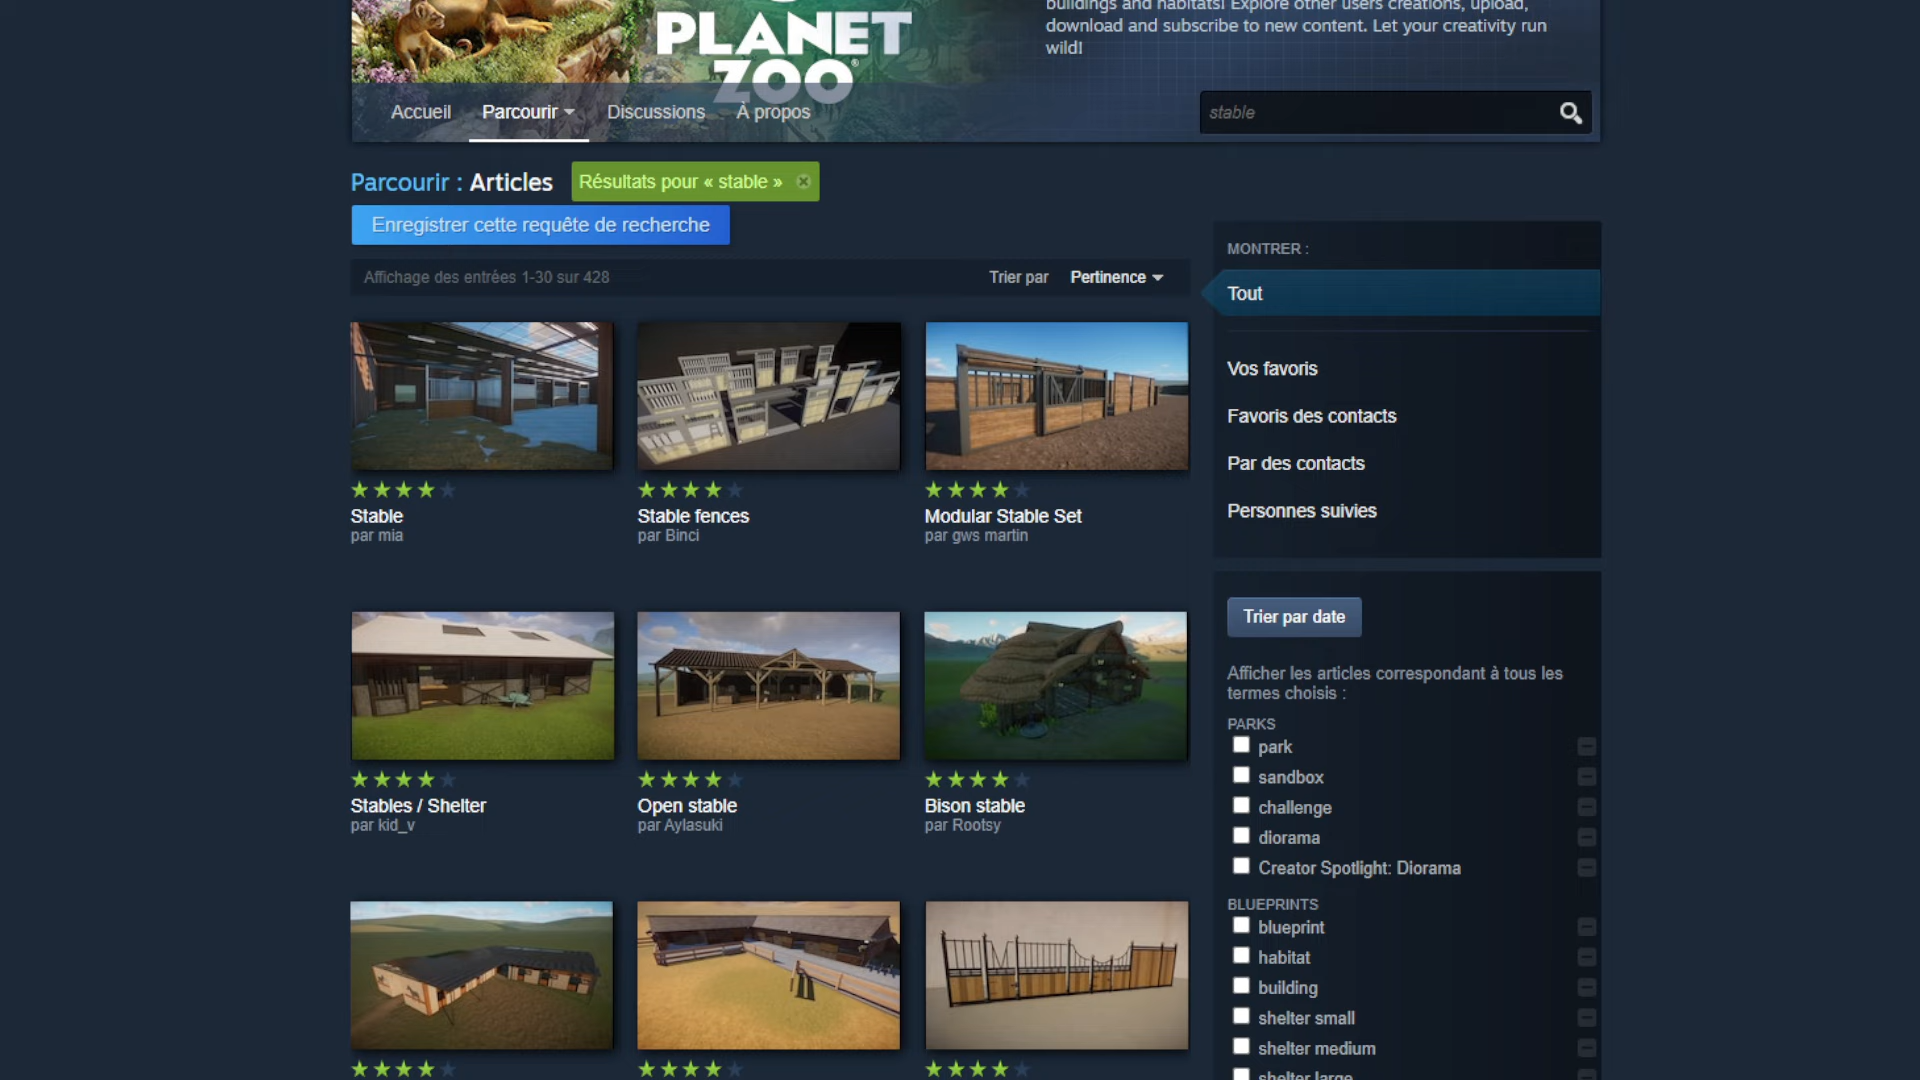 PLANET
ZOO
buildings and habitats! Explore other users creations, upload,
download and subscribe to new content. Let your creativity run
wild!
Accueil
Parcourir
Discussions
À propos
stable
Parcourir : Articles
Résultats pour « stable »
Enregistrer cette requête de recherche
Affichage des entrées 1-30 sur 428
Trier par
Pertinence
Stable
par mia
Stable fences
par Binci
Modular Stable Set
par gws martin
Stables / Shelter
par kid_v
Open stable
par Aylasuki
Bison stable
par Rootsy
MONTRER :
Tout
Vos favoris
Favoris des contacts
Par des contacts
Personnes suivies
Trier par date
Afficher les articles correspondant à tous les
termes choisis :
PARKS
park
sandbox
challenge
diorama
Creator Spotlight: Diorama
BLUEPRINTS
blueprint
habitat
building
shelter small
shelter medium
shelter large